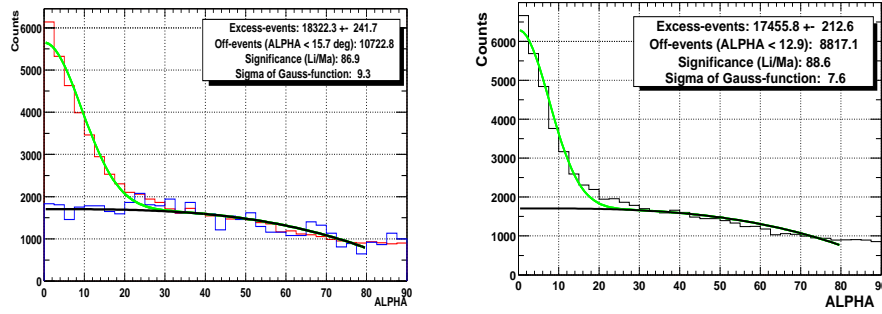 Counts
6000
5000
4000
3000
2000
1000
0
Excess-events: 18322.3 +- 241.7
Off-events (ALPHA < 15.7 deg) 10722.8
Significance (Li/Ma): 86.9
Sigma of Gauss-function: 9.3
0 10 20 30 40 50 60 70 80 90
ALPHA
Counts
6000
5000
4000
3000
2000
1000
0
Excess-events: 17455.8 +- 212.6
Off-events (ALPHA < 12.9): 8817.1
Significance (Li/Ma): 88.6
Sigma of Gauss-function: 7.6
0 10 20 30 40 50 60 70 80 90
ALPHA